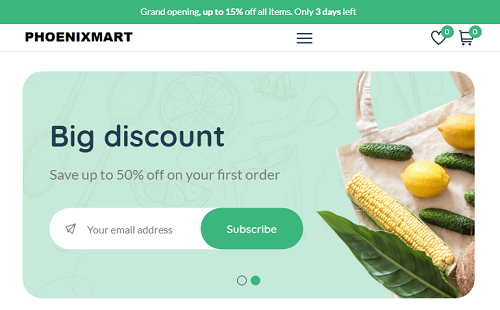 Grand opening, up to 15% off all items. Only 3 days left
PHOENIXMART
0
0
Big discount
Save up to 50% off on your first order
Your email address
Subscribe